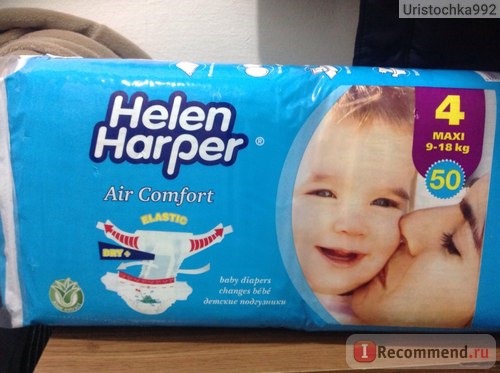 Uristochka992
Helen
Harper ®
Air Comfort
ELASTIC
DRY+
baby diapers
changes bébé
детские подгузники
4
MAXI
9-18 kg
50
I Recommend.ru